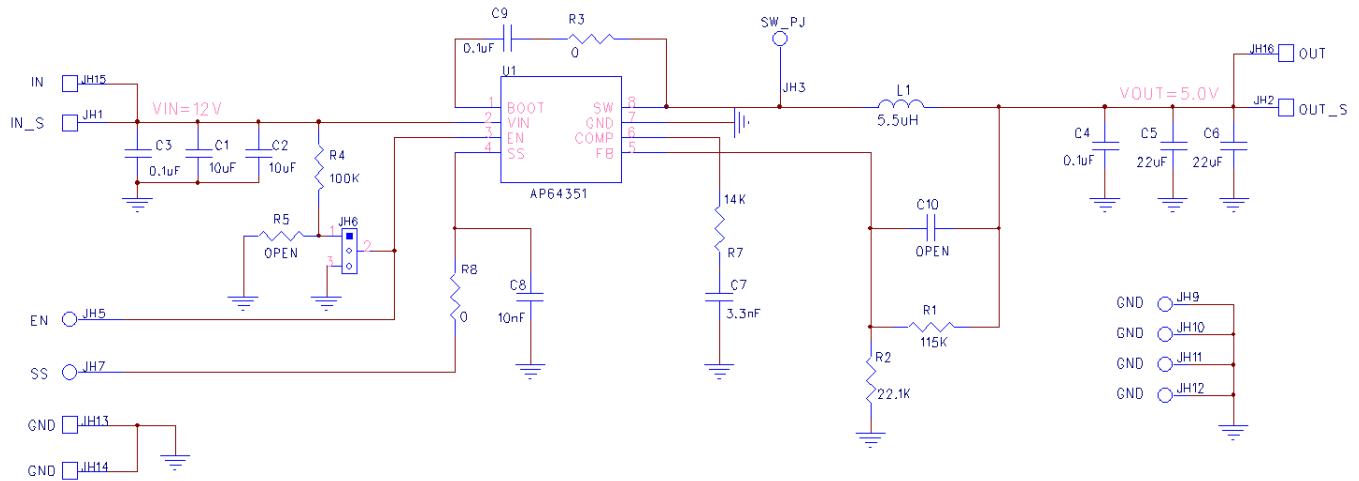 C9
R3
SW_PJ
0.1uF
0
IN
JH15
U1
JH16
OUT
JH3
L1
VIN=12V
VOUT=5.0V
1 BOOT
SW 8
IN_S
JH1
2 VIN
GND 7
5.5uH
JH2
OUT_S
3 EN
COMP 6
4 SS
FB 5
C3
C1
C2
R4
C4
C5
C6
0.1uF
10uF
10uF
100K
0.1uF
22uF
22uF
AP64351
14K
C10
R5
JH6
1
2
3
OPEN
OPEN
R7
R8
C8
C7
0
10nF
3.3nF
EN
JH5
R1
115K
GND
JH9
GND
JH10
GND
JH11
GND
JH12
SS
JH7
R2
22.1K
GND
JH13
GND
JH14